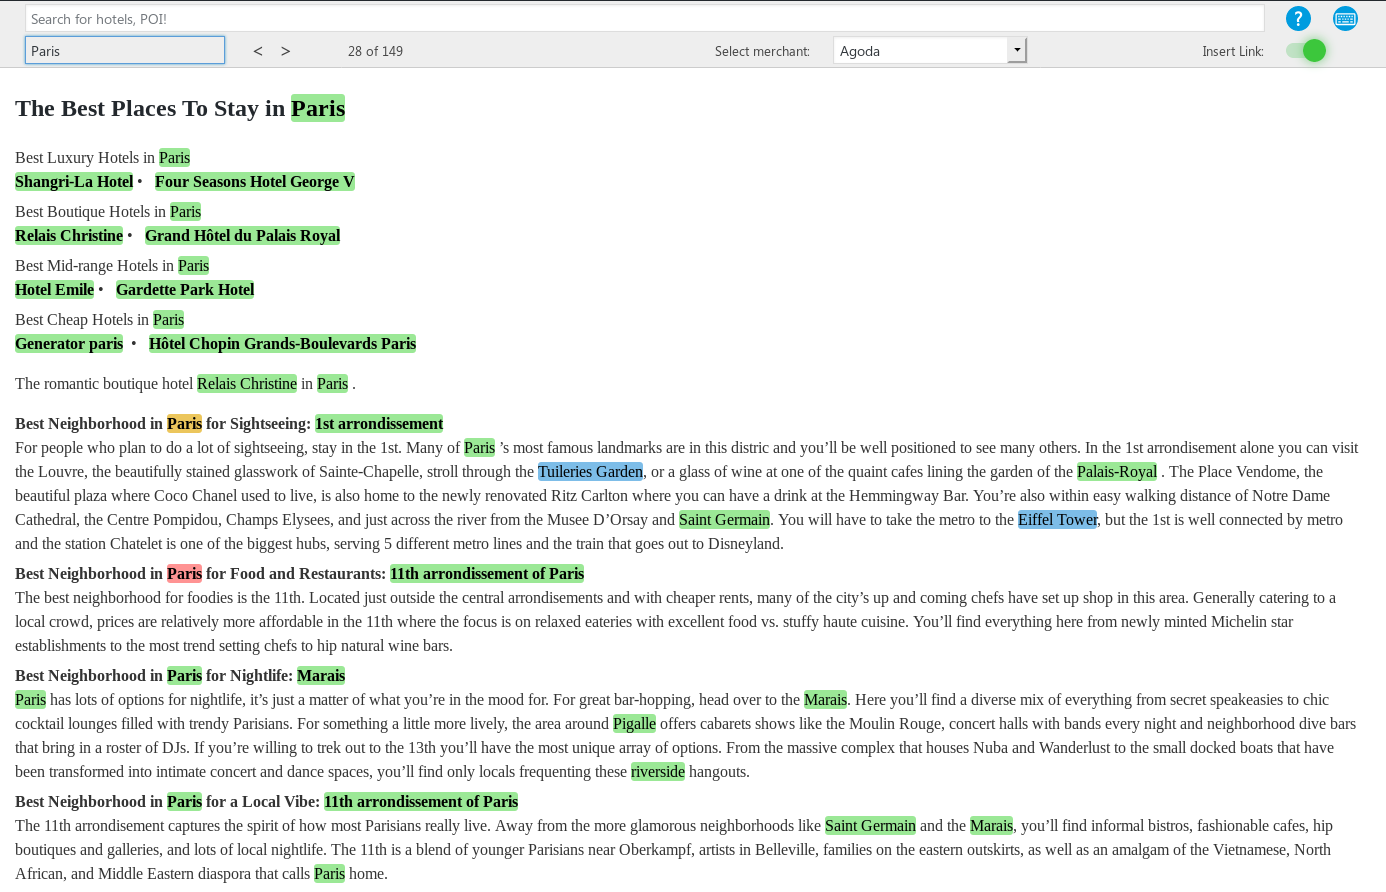 Search for hotels, POI!
?
Paris
< >
28 of 149
Select merchant:
Agoda
Insert Link:
The Best Places To Stay in Paris
Best Luxury Hotels in Paris
Shangri-La Hotel • Four Seasons Hotel George V
Best Boutique Hotels in Paris
Relais Christine • Grand Hôtel du Palais Royal
Best Mid-range Hotels in Paris
Hotel Emile • Gardette Park Hotel
Best Cheap Hotels in Paris
Generator paris • Hôtel Chopin Grands-Boulevards Paris
The romantic boutique hotel Relais Christine in Paris .
Best Neighborhood in Paris for Sightseeing: 1st arrondissement
For people who plan to do a lot of sightseeing, stay in the 1st. Many of Paris ’s most famous landmarks are in this distric and you’ll be well positioned to see many others. In the 1st arrondisement alone you can visit
the Louvre, the beautifully stained glasswork of Sainte-Chapelle, stroll through the Tuileries Garden, or a glass of wine at one of the quaint cafes lining the garden of the Palais-Royal . The Place Vendome, the
beautiful plaza where Coco Chanel used to live, is also home to the newly renovated Ritz Carlton where you can have a drink at the Hemmingway Bar. You’re also within easy walking distance of Notre Dame
Cathedral, the Centre Pompidou, Champs Elysees, and just across the river from the Musee D’Orsay and Saint Germain. You will have to take the metro to the Eiffel Tower, but the 1st is well connected by metro
and the station Chatelet is one of the biggest hubs, serving 5 different metro lines and the train that goes out to Disneyland.
Best Neighborhood in Paris for Food and Restaurants: 11th arrondissement of Paris
The best neighborhood for foodies is the 11th. Located just outside the central arrondisements and with cheaper rents, many of the city’s up and coming chefs have set up shop in this area. Generally catering to a
local crowd, prices are relatively more affordable in the 11th where the focus is on relaxed eateries with excellent food vs. stuffy haute cuisine. You’ll find everything here from newly minted Michelin star
establishments to the most trend setting chefs to hip natural wine bars.
Best Neighborhood in Paris for Nightlife: Marais
Paris has lots of options for nightlife, it’s just a matter of what you’re in the mood for. For great bar-hopping, head over to the Marais. Here you’ll find a diverse mix of everything from secret speakeasies to chic
cocktail lounges filled with trendy Parisians. For something a little more lively, the area around Pigalle offers cabarets shows like the Moulin Rouge, concert halls with bands every night and neighborhood dive bars
that bring in a roster of DJs. If you’re willing to trek out to the 13th you’ll have the most unique array of options. From the massive complex that houses Nuba and Wanderlust to the small docked boats that have
been transformed into intimate concert and dance spaces, you’ll find only locals frequenting these riverside hangouts.
Best Neighborhood in Paris for a Local Vibe: 11th arrondissement of Paris
The 11th arrondisement captures the spirit of how most Parisians really live. Away from the more glamorous neighborhoods like Saint Germain and the Marais, you’ll find informal bistros, fashionable cafes, hip
boutiques and galleries, and lots of local nightlife. The 11th is a blend of younger Parisians near Oberkampf, artists in Belleville, families on the eastern outskirts, as well as an amalgam of the Vietnamese, North
African, and Middle Eastern diaspora that calls Paris home.